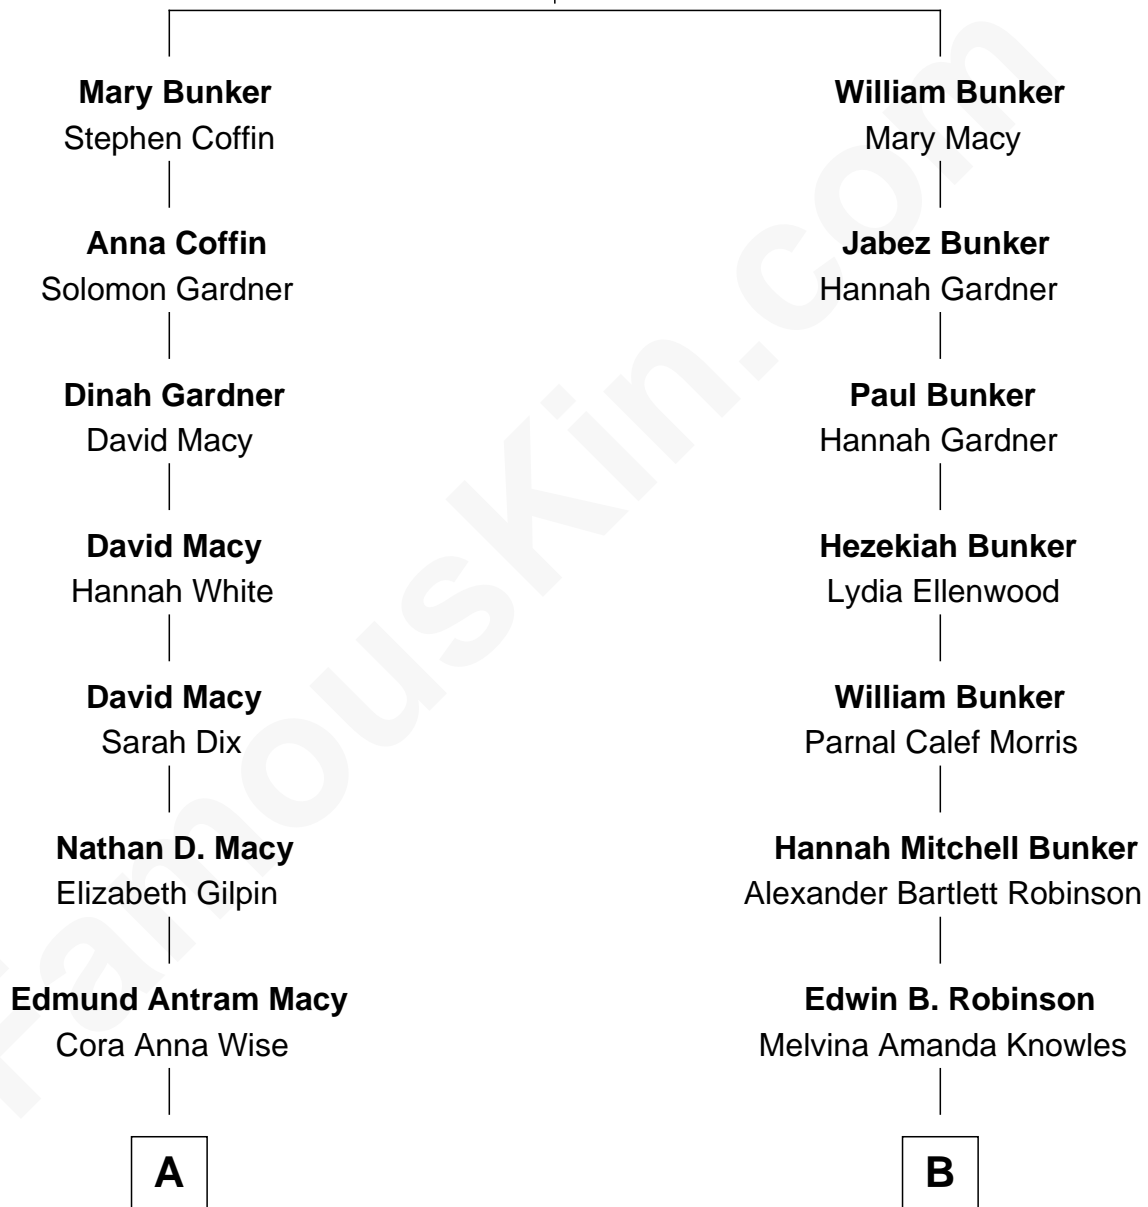 Mary Bunker
Stephen Coffin
William Bunker
Mary Macy
Anna Coffin
Solomon Gardner
Jabez Bunker
Hannah Gardner
Dinah Gardner
David Macy
Paul Bunker
Hannah Gardner
David Macy
Hannah White
Hezekiah Bunker
Lydia Ellenwood
David Macy
Sarah Dix
William Bunker
Parnal Calef Morris
Nathan D. Macy
Elizabeth Gilpin
Hannah Mitchell Bunker
Alexander Bartlett Robinson
Edmund Antram Macy
Cora Anna Wise
Edwin B. Robinson
Melvina Amanda Knowles
A
B
FamousKin.com